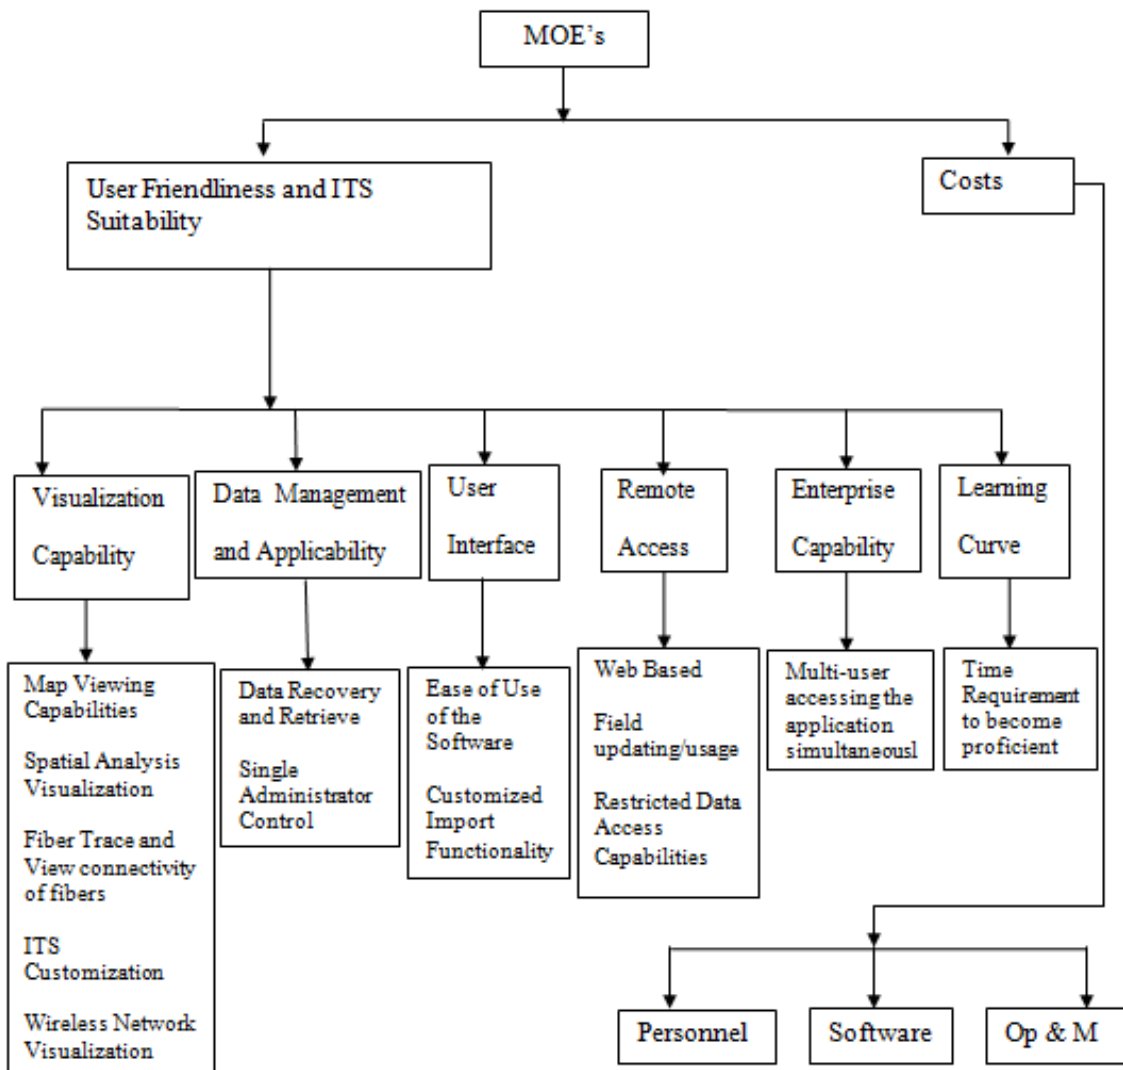 MOE's
User Friendliness and ITS
Suitability
Costs
Visualization
Capability
Data Management
and Applicability
User
Interface
Remote
Access
Enterprise
Capability
Learning
Curve
Map Viewing
Capabilities
Spatial Analysis
Visualization
Fiber Trace and
View connectivity
of fibers
ITS
Customization
Wireless Network
Visualization
Data Recovery
and Retrieve
Single
Administrator
Control
Ease of Use
of the
Software
Customized
Import
Functionality
Web Based
Field
updating/usage
Restricted Data
Access
Capabilities
Multi-user
accessing the
application
simultaneousl
Time
Requirement
to become
proficient
Personnel
Software
Op & M